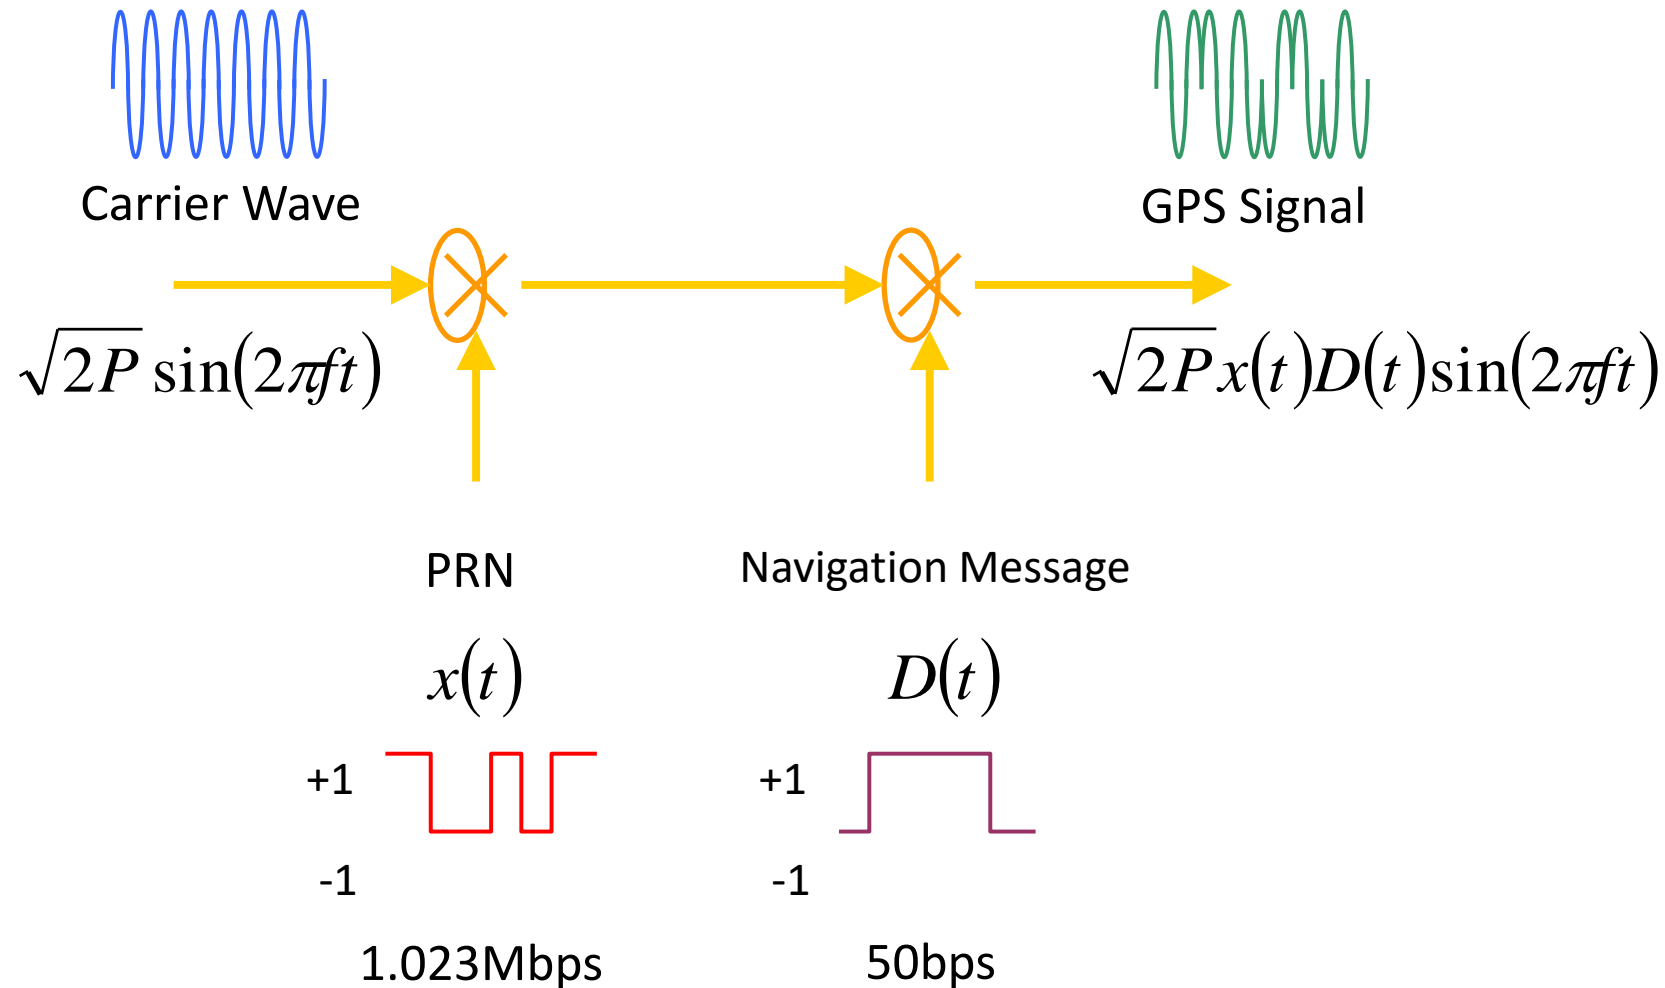 Carrier Wave
GPS Signal
√2P sin(2πft)
√2P x(t)D(t)sin(2πft)
PRN
Navigation Message
x(t)
D(t)
+1
+1
-1
-1
1.023Mbps
50bps